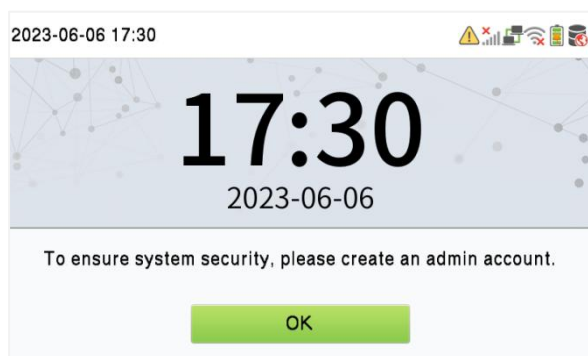 2023-06-06 17:30
17:30
2023-06-06
To ensure system security, please create an admin account.
OK